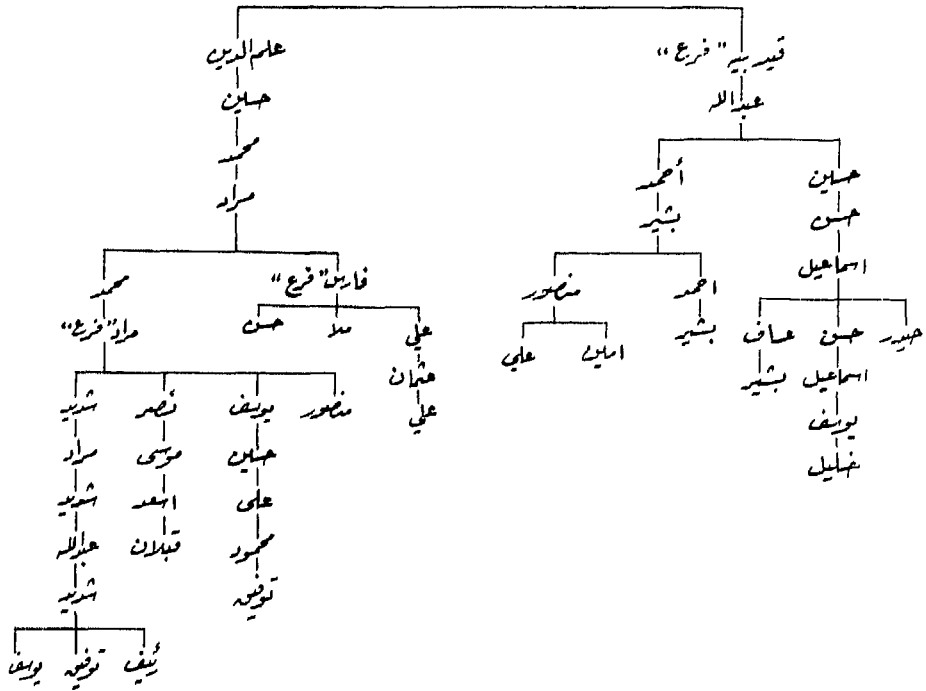 قيدبيه "فرع" علم الدين
عبدالله حسين
محمد
حسين أحمد مراد
حسن بشير
اسماعيل فارس "فرع" محمد
احمد منصور
حيدر حسن عساف بشير امين علي
علي ملا حسن مراد "فرع"
اسماعيل بشير عثمان
علي منصور يوسف نصر شديد
يوسف حسين موسى مراد
خليل علي اسعد شديد
محمود قبلان عبدالله
توفيق شديد
رئيف توفيق يوسف